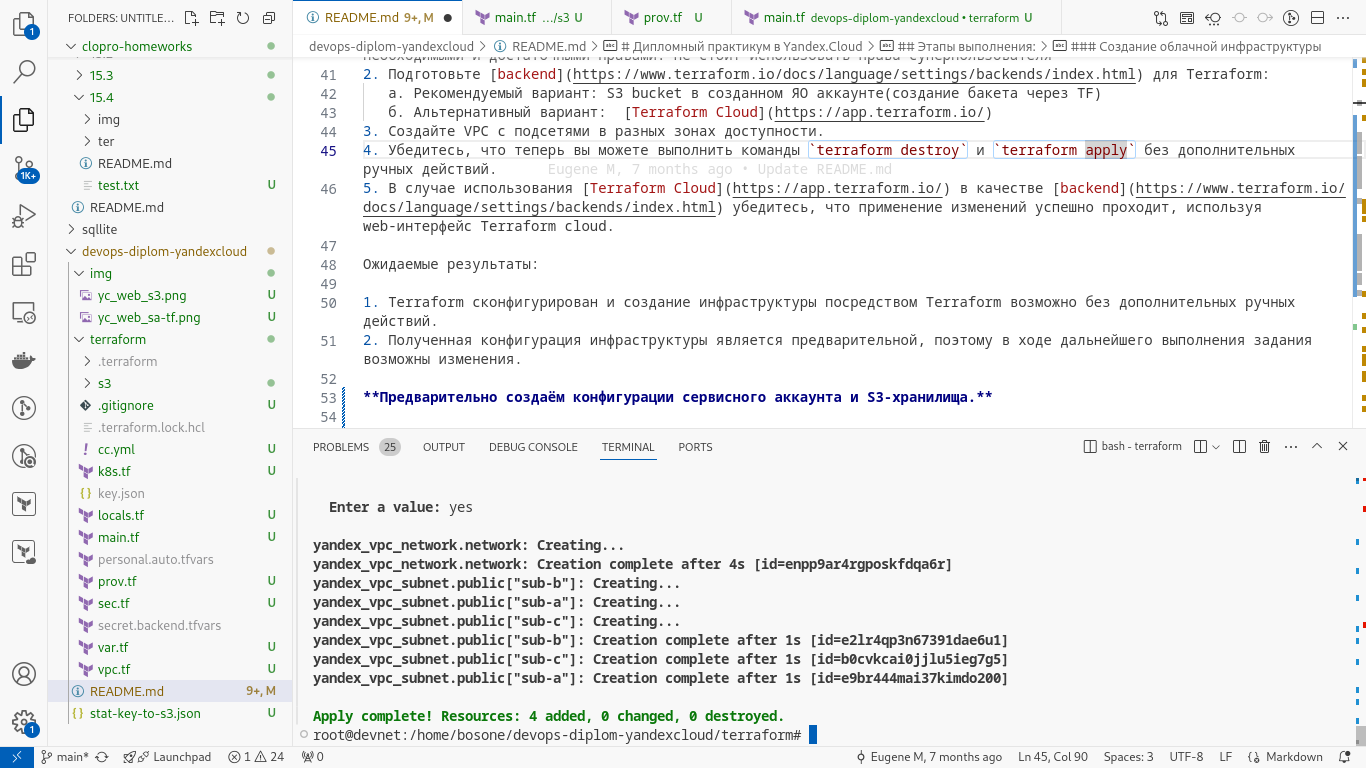 FOLDERS: UNTITLE...
clopro-homeworks
15.3
15.4
img
ter
README.md
test.txt U
README.md
sqllite
devops-diplom-yandexcloud
img
yc_web_s3.png U
yc_web_sa-tf.png U
terraform
.terraform
s3
.gitignore U
.terraform.lock.hcl
cc.yml U
k8s.tf U
key.json
locals.tf U
main.tf U
personal.auto.tfvars
prov.tf U
sec.tf U
secret.backend.tfvars
var.tf U
vpc.tf U
README.md 9+, M
stat-key-to-s3.json U
1
1K+
1
README.md 9+, M
main.tf .../s3 U
prov.tf U
main.tf devops-diplom-yandexcloud • terraform U
devops-diplom-yandexcloud > README.md > # Дипломный практикум в Yandex.Cloud > ## Этапы выполнения: > ### Создание облачной инфраструктуры
необходимыми и достаточными правами. Не стоит использовать права суперпользователя
41 2. Подготовьте [backend](https://www.terraform.io/docs/language/settings/backends/index.html) для Terraform:
42 а. Рекомендуемый вариант: S3 bucket в созданном ЯО аккаунте(создание бакета через TF)
43 б. Альтернативный вариант:  [Terraform Cloud](https://app.terraform.io/)
44 3. Создайте VPC с подсетями в разных зонах доступности.
45 4. Убедитесь, что теперь вы можете выполнить команды `terraform destroy` и `terraform apply` без дополнительных
ручных действий. Eugene M, 7 months ago • Update README.md
46 5. В случае использования [Terraform Cloud](https://app.terraform.io/) в качестве [backend](https://www.terraform.io/
docs/language/settings/backends/index.html) убедитесь, что применение изменений успешно проходит, используя
web-интерфейс Terraform cloud.
47
48 Ожидаемые результаты:
49
50 1. Terraform сконфигурирован и создание инфраструктуры посредством Terraform возможно без дополнительных ручных
действий.
51 2. Полученная конфигурация инфраструктуры является предварительной, поэтому в ходе дальнейшего выполнения задания
возможны изменения.
52
53 **Предварительно создаём конфигурации сервисного аккаунта и S3-хранилища.**
54
PROBLEMS 25 OUTPUT DEBUG CONSOLE TERMINAL PORTS bash - terraform
Enter a value: yes
yandex_vpc_network.network: Creating...
yandex_vpc_network.network: Creation complete after 4s [id=enpp9ar4rgposkfdqa6r]
yandex_vpc_subnet.public["sub-b"]: Creating...
yandex_vpc_subnet.public["sub-a"]: Creating...
yandex_vpc_subnet.public["sub-c"]: Creating...
yandex_vpc_subnet.public["sub-b"]: Creation complete after 1s [id=e2lr4qp3n67391dae6u1]
yandex_vpc_subnet.public["sub-c"]: Creation complete after 1s [id=b0cvkcai0jjlu5ieg7g5]
yandex_vpc_subnet.public["sub-a"]: Creation complete after 1s [id=e9br444mai37kimdo200]
Apply complete! Resources: 4 added, 0 changed, 0 destroyed.
root@devnet:/home/bosone/devops-diplom-yandexcloud/terraform#
main* Launchpad 1 24 0 Eugene M, 7 months ago Ln 45, Col 90 Spaces: 3 UTF-8 LF Markdown